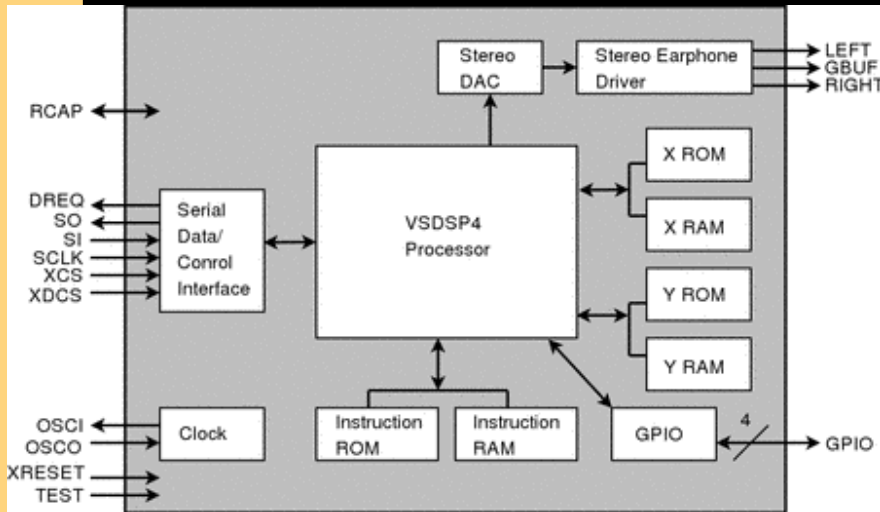 Stereo
DAC
Stereo Earphone
Driver
LEFT
GBUF
RIGHT
RCAP
X ROM
X RAM
DREQ
SO
SI
SCLK
XCS
XDCS
Serial
Data/
Conrol
Interface
VSDSP4
Processor
Y ROM
Y RAM
OSCI
OSCO
Clock
Instruction
ROM
Instruction
RAM
GPIO
4
GPIO
XRESET
TEST